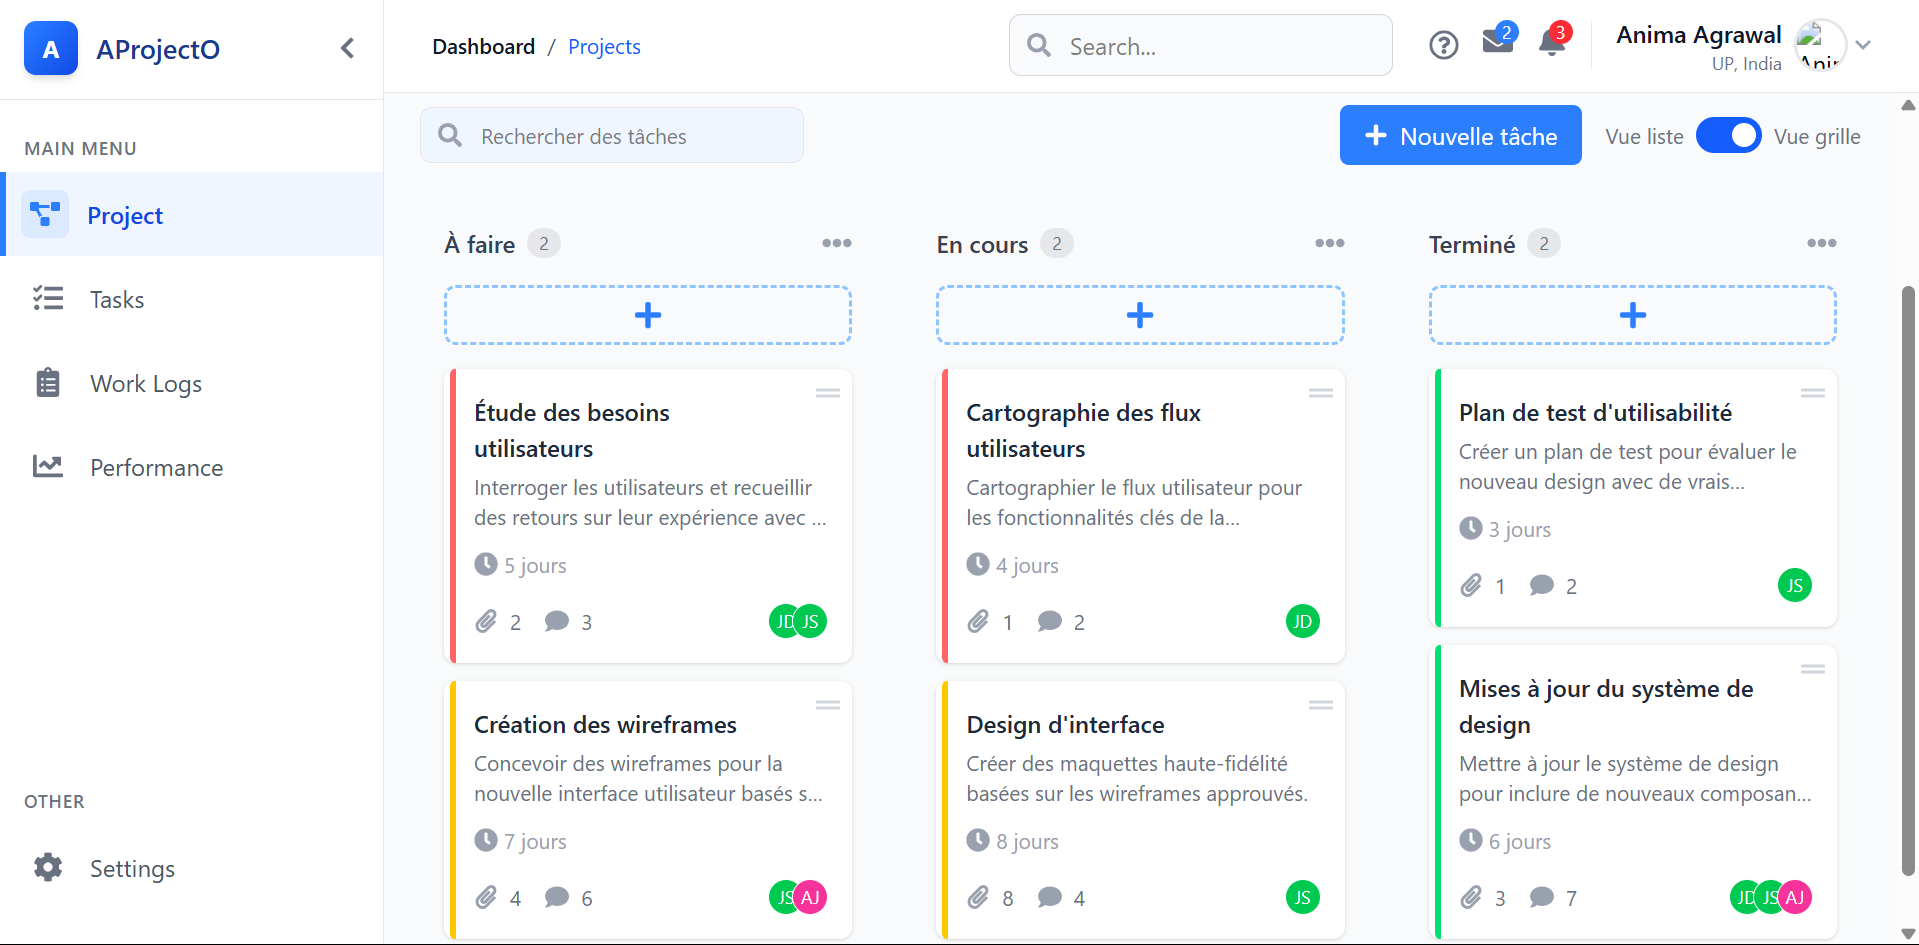 A
AProjectO
Dashboard / Projects
Search...
2
3
Anima Agrawal
UP, India
MAIN MENU
Project
Tasks
Work Logs
Performance
OTHER
Settings
Rechercher des tâches
Nouvelle tâche
Vue liste
Vue grille
À faire 2
En cours 2
Terminé 2
Étude des besoins
utilisateurs
Interroger les utilisateurs et recueillir
des retours sur leur expérience avec ...
5 jours
2 3
JD JS
Création des wireframes
Concevoir des wireframes pour la
nouvelle interface utilisateur basés s...
7 jours
4 6
JS AJ
Cartographie des flux
utilisateurs
Cartographier le flux utilisateur pour
les fonctionnalités clés de la...
4 jours
1 2
JD
Design d'interface
Créer des maquettes haute-fidélité
basées sur les wireframes approuvés.
8 jours
8 4
JS
Plan de test d'utilisabilité
Créer un plan de test pour évaluer le
nouveau design avec de vrais...
3 jours
1 2
JS
Mises à jour du système de
design
Mettre à jour le système de design
pour inclure de nouveaux composan...
6 jours
3 7
JD JS AJ